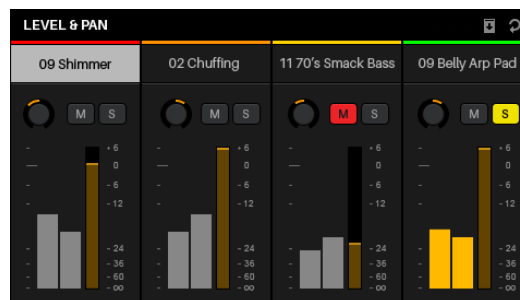 LEVEL & PAN
09 Shimmer 02 Chuffing 11 70's Smack Bass 09 Belly Arp Pad
M S M S M S M S
- + 6 - + 6 - + 6 - + 6
— 0 — 0 — 0 — 0
- - 6 - - 6 - - 6 - - 6
- - 12 - - 12 - - 12 - - 12
- - 24 - - 24 - - 24 - - 24
- - 36 - - 36 - - 36 - - 36
- - 60 - - 60 - - 60 - - 60
- - ∞ - - ∞ - - ∞ - - ∞